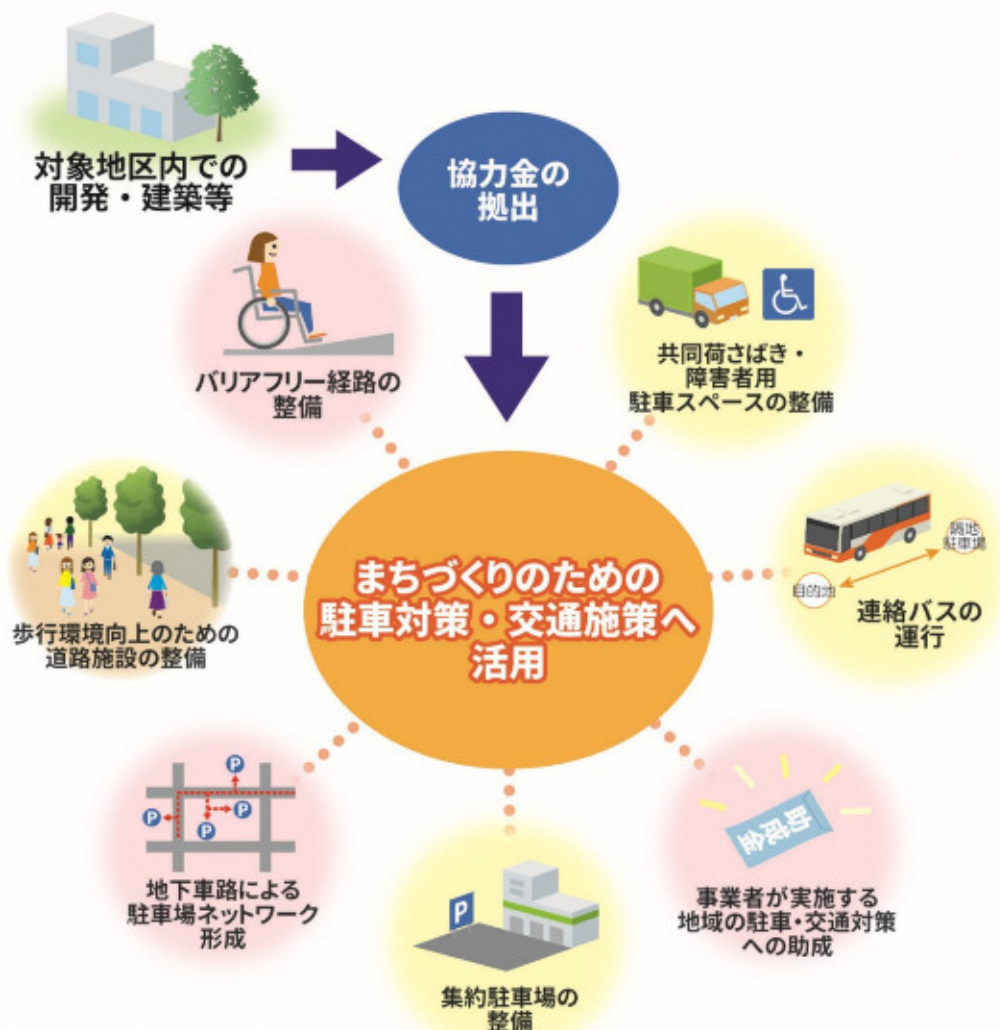 対象地区内での
開発・建築等
協力金の
拠出
バリアフリー経路の
整備
共同荷さばき・
障害者用
駐車スペースの整備
歩行環境向上のための
道路施設の整備
まちづくりのための
駐車対策・交通施策へ
活用
隔地
駐車場
目的地
連絡バスの
運行
P
P
P
P
地下車路による
駐車場ネットワーク
形成
P
集約駐車場の
整備
助成金
事業者が実施する
地域の駐車・交通対策
への助成